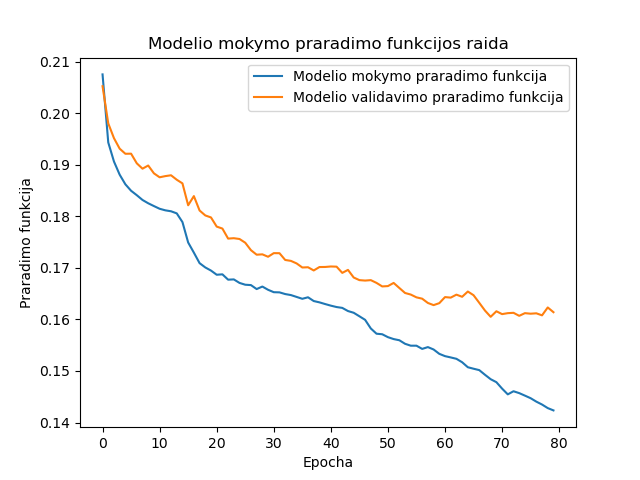 Modelio mokymo praradimo funkcijos raida
Modelio mokymo praradimo funkcija
Modelio validavimo praradimo funkcija
Praradimo funkcija
0.21
0.20
0.19
0.18
0.17
0.16
0.15
0.14
0 10 20 30 40 50 60 70 80
Epocha